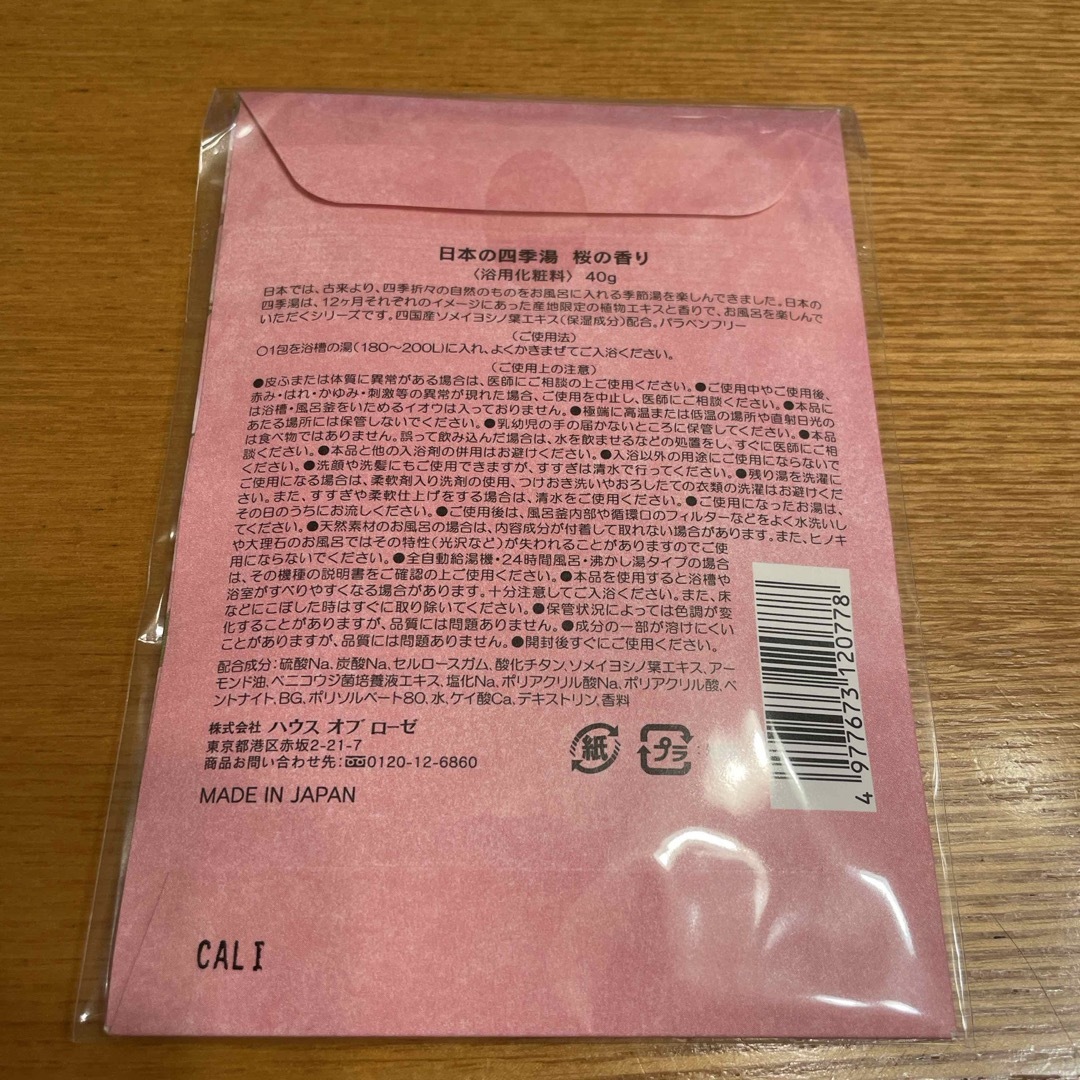 日本の四季湯 桜の香り
〈浴用化粧料〉 40g
日本では、古来より、四季折々の自然のものをお風呂に入れる季節湯を楽しんできました。日本の
四季湯は、12ヶ月それぞれのイメージにあった産地限定の植物エキスと香りで、お風呂を楽しんで
いただくシリーズです。四国産ソメイヨシノ葉エキス(保湿成分)配合。パラベンフリー
〈ご使用法〉
○1包を浴槽の湯(180〜200L)に入れ、よくかきまぜてご入浴ください。
〈ご使用上の注意〉
●皮ふまたは体質に異常がある場合は、医師にご相談の上ご使用ください。●ご使用中やご使用後、
赤み・はれ・かゆみ・刺激等の異常が現れた場合、ご使用を中止し、医師にご相談ください。●本品に
は浴槽・風呂釜をいためるイオウは入っておりません。●極端に高温または低温の場所や直射日光の
あたる場所には保管しないでください。●乳幼児の手の届かないところに保管してください。●本品
は食べ物ではありません。誤って飲み込んだ場合は、水を飲ませるなどの処置をし、すぐに医師にご相
談ください。●本品と他の入浴剤の併用はお避けください。●入浴以外の用途にご使用にならないで
ください。●洗顔や洗髪にもご使用できますが、すすぎは清水で行ってください。●残り湯を洗濯に
ご使用になる場合は、柔軟剤入り洗剤の使用、つけおき洗いやおろしたての衣類の洗濯はお避けくだ
さい。また、すすぎや柔軟仕上げをする場合は、清水をご使用ください。●ご使用になったお湯は、
その日のうちにお流しください。●ご使用後は、風呂釜内部や循環口のフィルターなどをよく水洗いし
てください。●天然素材のお風呂の場合は、内容成分が付着して取れない場合があります。また、ヒノキ
や大理石のお風呂ではその特性(光沢など)が失われることがありますのでご使
用にならないでください。●全自動給湯機・24時間風呂・沸かし湯タイプの場合
は、その機種の説明書をご確認の上ご使用ください。●本品を使用すると浴槽や
浴室がすべりやすくなる場合があります。十分注意してご入浴ください。また、床
などにこぼした時はすぐに取り除いてください。●保管状況によっては色調が変
化することがありますが、品質には問題ありません。●成分の一部が溶けにくい
ことがありますが、品質には問題ありません。●開封後すぐにご使用ください。
配合成分:硫酸Na、炭酸Na、セルロースガム、酸化チタン、ソメイヨシノ葉エキス、アー
モンド油、ベニコウジ菌培養液エキス、塩化Na、ポリアクリル酸Na、ポリアクリル酸、ベ
ントナイト、BG、ポリソルベート80、水、ケイ酸Ca、デキストリン、香料
株式会社 ハウス オブ ローゼ
東京都港区赤坂2-21-7
商品お問い合わせ先:0120-12-6860
MADE IN JAPAN
紙
プラ
4 977673 120778
CALI